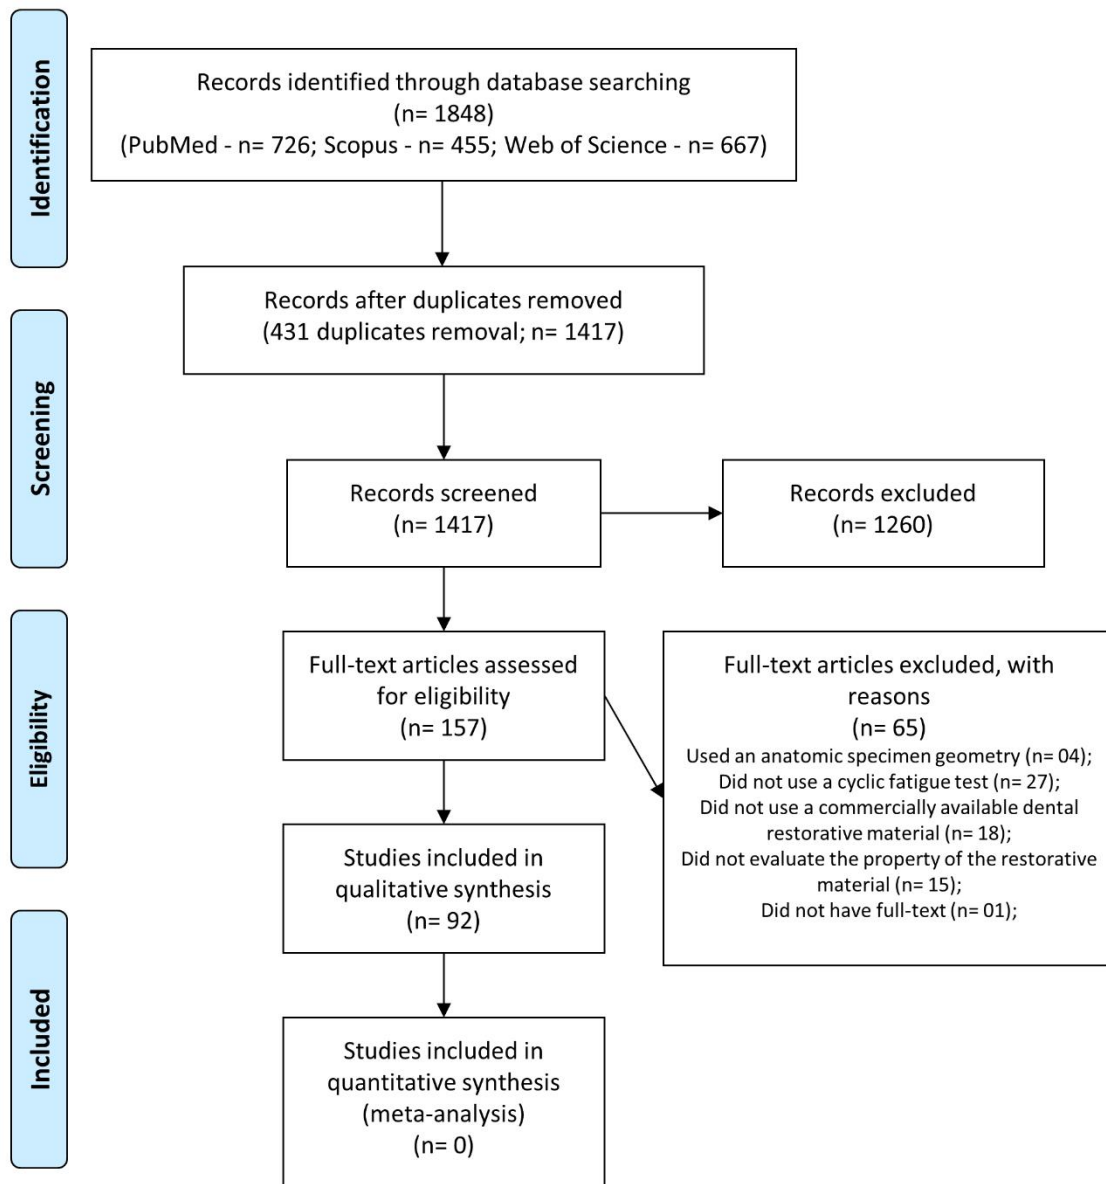 Identification
Records identified through database searching
(n= 1848)
(PubMed - n= 726; Scopus - n= 455; Web of Science - n= 667)
Records after duplicates removed
(431 duplicates removal; n= 1417)
Screening
Records screened
(n= 1417)
Records excluded
(n= 1260)
Eligibility
Full-text articles assessed
for eligibility
(n= 157)
Full-text articles excluded, with
reasons
(n= 65)
Used an anatomic specimen geometry (n= 04);
Did not use a cyclic fatigue test (n= 27);
Did not use a commercially available dental
restorative material (n= 18);
Did not evaluate the property of the restorative
material (n= 15);
Did not have full-text (n= 01);
Studies included in
qualitative synthesis
(n= 92)
Included
Studies included in
quantitative synthesis
(meta-analysis)
(n= 0)